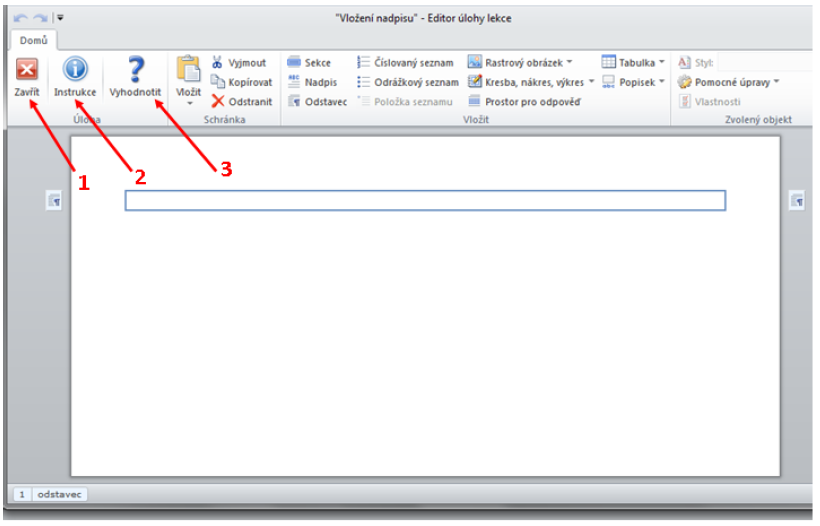 "Vložení nadpisu" - Editor úlohy lekce
Domů
Zavřít
Instrukce
Vyhodnotit
Úloha
Vložit
Vyjmout
Kopírovat
Odstranit
Schránka
Sekce
Nadpis
Odstavec
Číslovaný seznam
Odrážkový seznam
Položka seznamu
Rastrový obrázek
Kresba, nákres, výkres
Prostor pro odpověď
Tabulka
Popisek
Vložit
Styl:
Pomocné úpravy
Vlastnosti
Zvolený objekt
1
2
3
1 odstavec